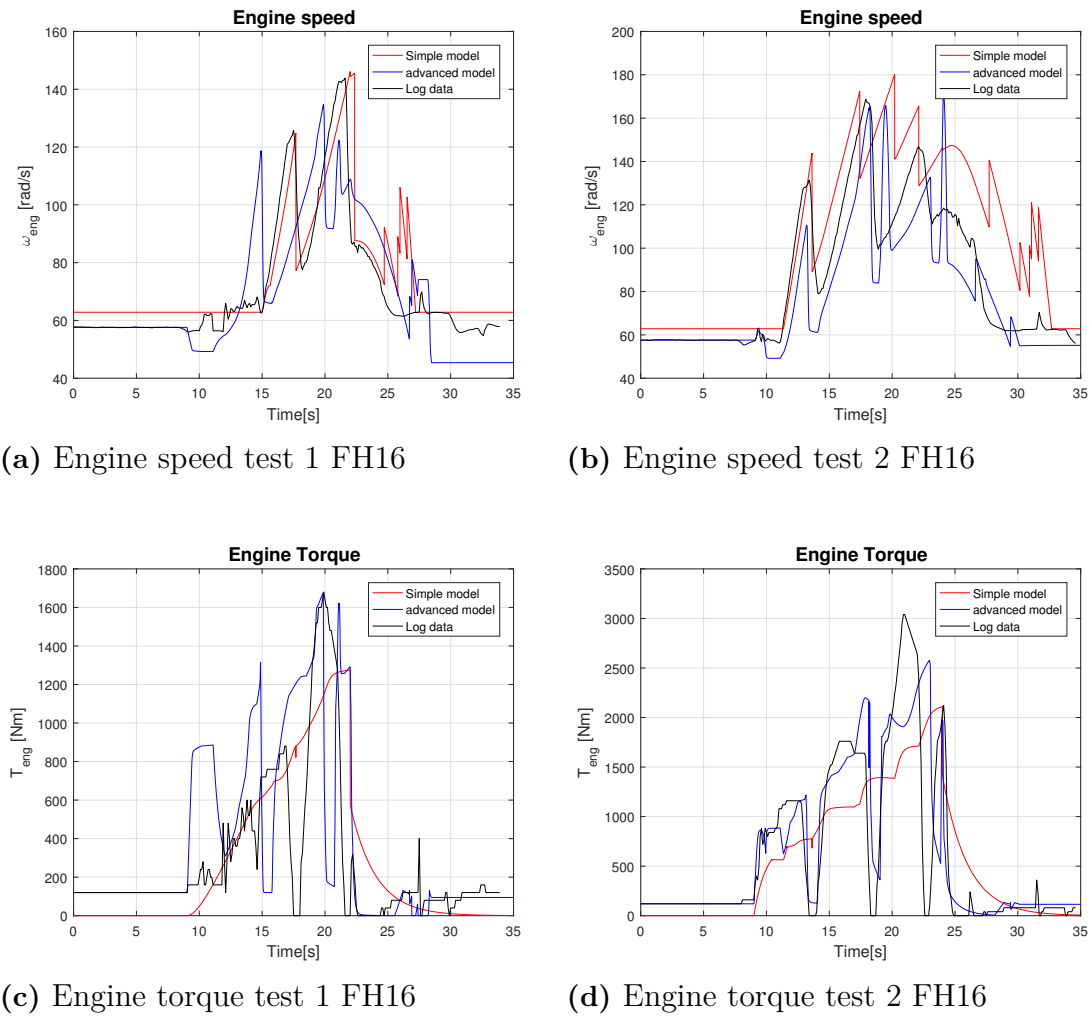 Engine speed
160
140
120
100
80
60
40
ω_eng [rad/s]
Simple model
advanced model
Log data
0 5 10 15 20 25 30 35
Time[s]
(a) Engine speed test 1 FH16
Engine speed
200
180
160
140
120
100
80
60
40
ω_eng [rad/s]
Simple model
advanced model
Log data
0 5 10 15 20 25 30 35
Time[s]
(b) Engine speed test 2 FH16
Engine Torque
1800
1600
1400
1200
1000
800
600
400
200
0
T_eng [Nm]
Simple model
advanced model
Log data
0 5 10 15 20 25 30 35
Time[s]
(c) Engine torque test 1 FH16
Engine Torque
3500
3000
2500
2000
1500
1000
500
0
T_eng [Nm]
Simple model
advanced model
Log data
0 5 10 15 20 25 30 35
Time[s]
(d) Engine torque test 2 FH16